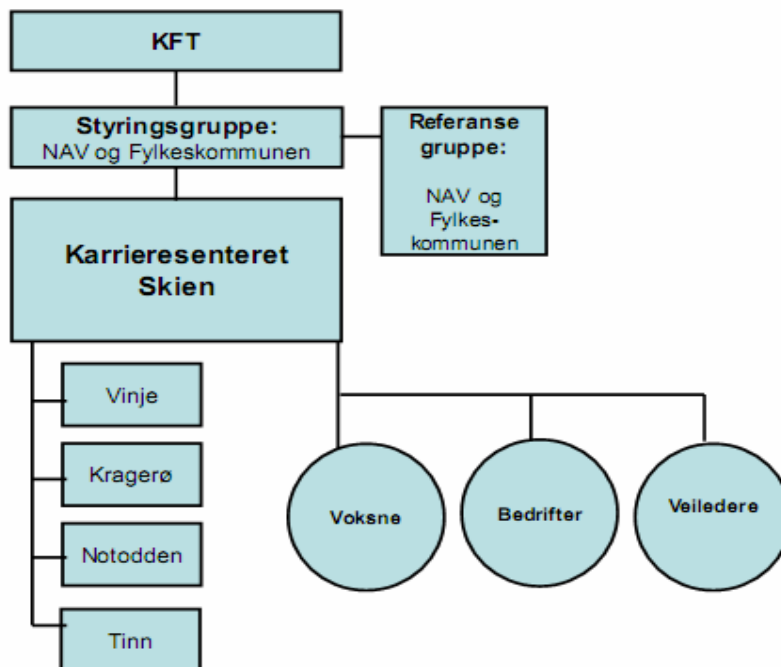 KFT
Styringsgruppe:
NAV og Fylkeskommunen
Referanse
gruppe:
NAV og
Fylkes-
kommunen
Karrieresenteret
Skien
Vinje
Kragerø
Notodden
Tinn
Voksne
Bedrifter
Veiledere